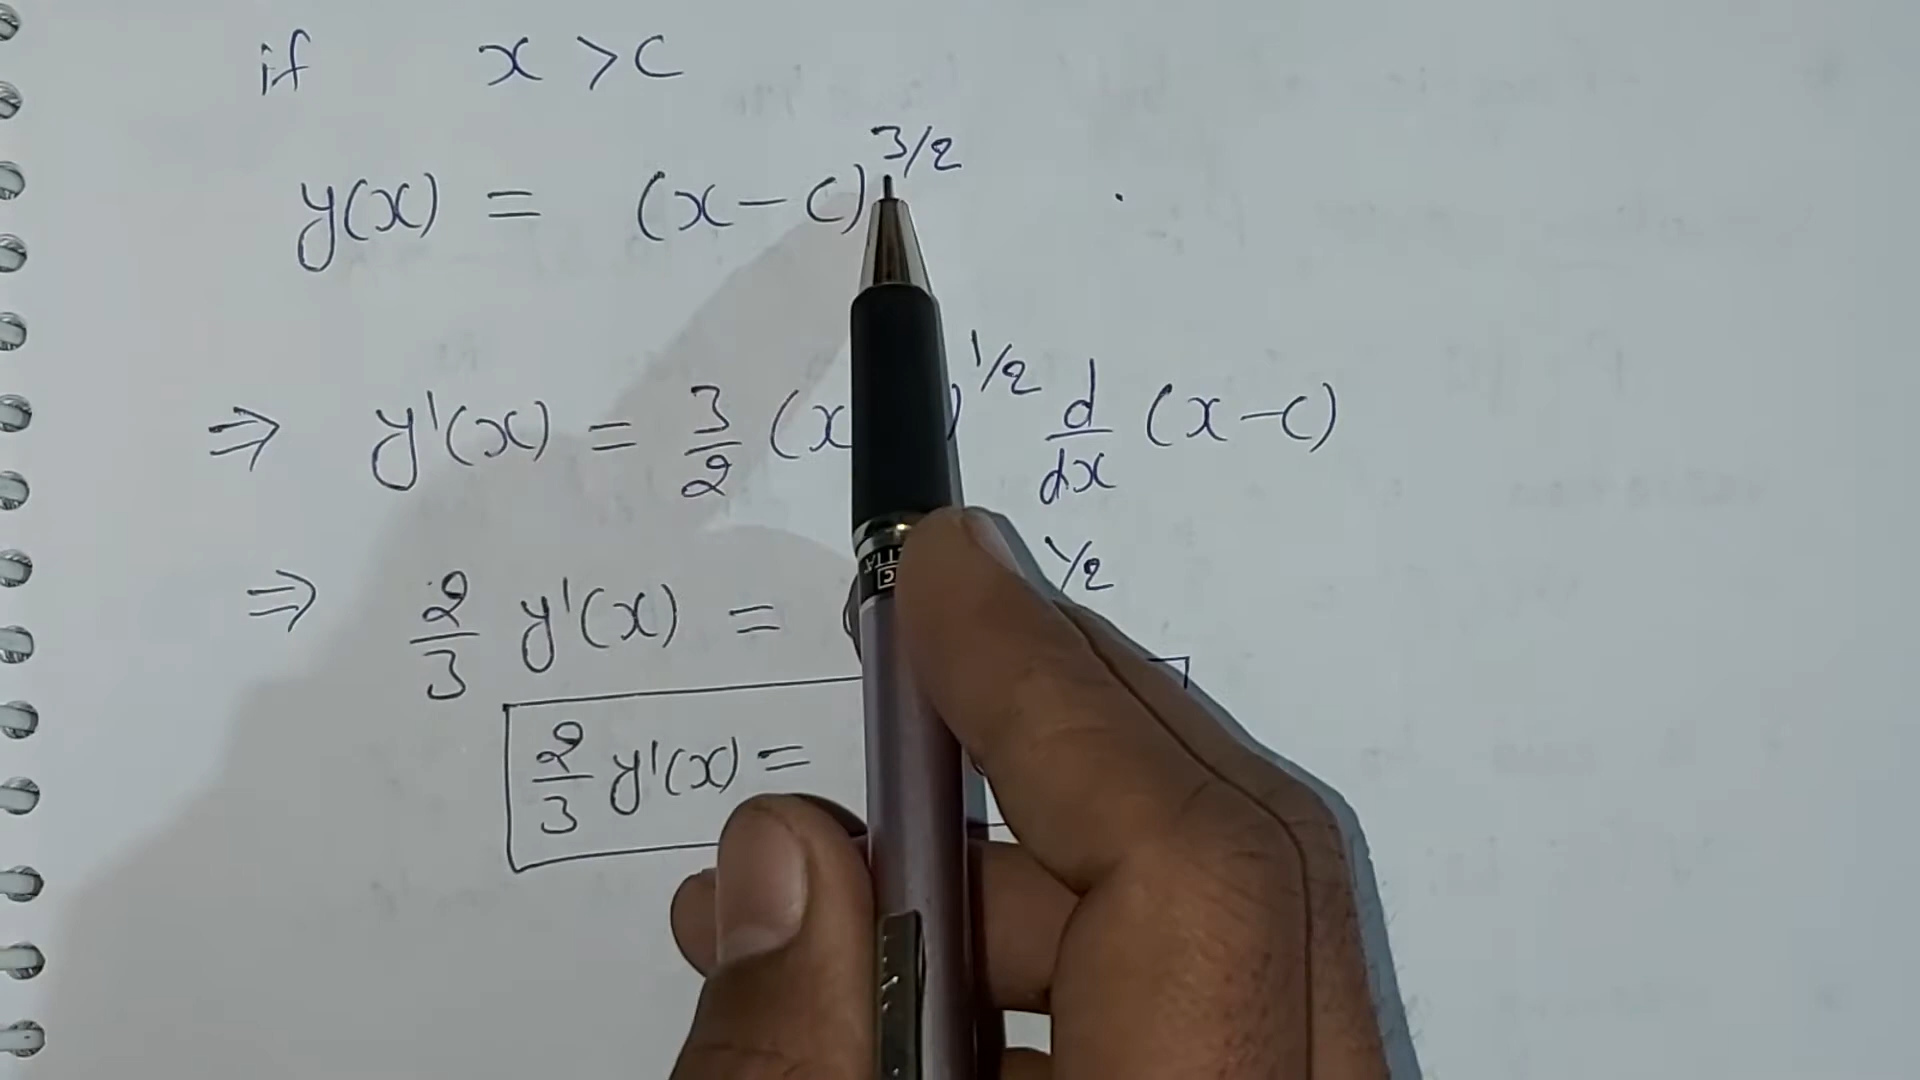 if x > c
y(x) = (x - c)^3/2
⇒ y'(x) = 3/2 (x )^1/2 d/dx (x - c)
⇒ 2/3 y'(x) = ( 1/2
2/3 y'(x) =